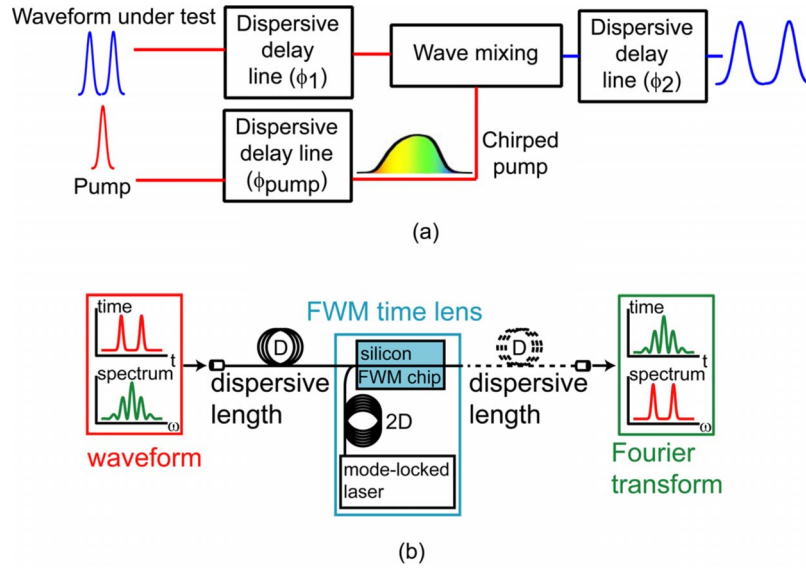 Waveform under test
Dispersive
delay
line (ϕ1)
Wave mixing
Dispersive
delay
line (ϕ2)
Pump
Dispersive
delay line
(ϕpump)
Chirped
pump
(a)
FWM time lens
time
t
spectrum
ω
waveform
D
dispersive
length
silicon
FWM chip
2D
mode-locked
laser
D
dispersive
length
time
t
spectrum
ω
Fourier
transform
(b)